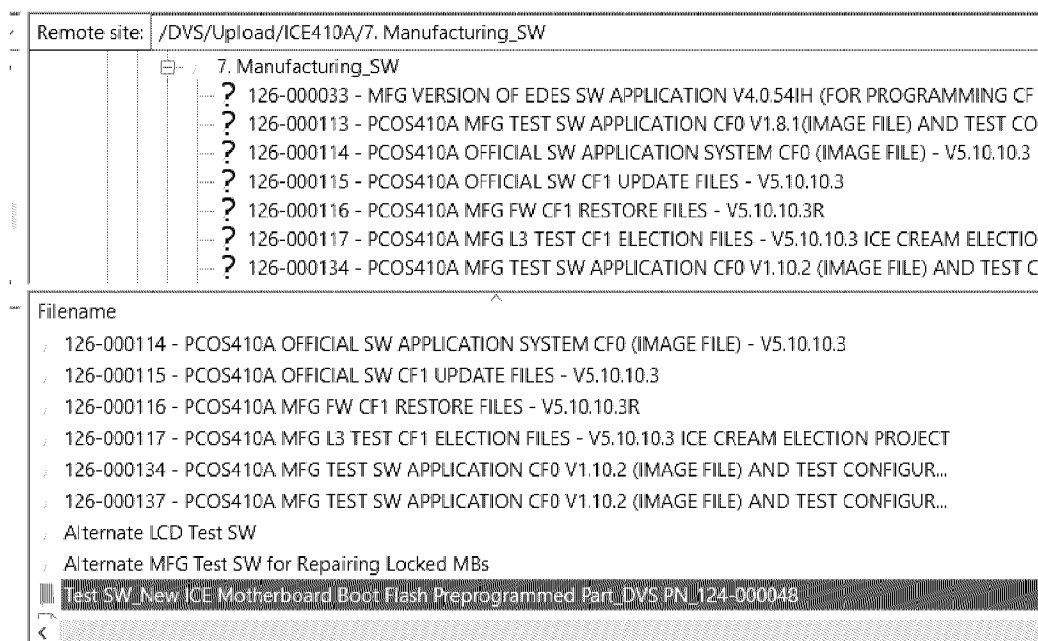 Remote site: /DVS/Upload/ICE410A/7. Manufacturing_SW
7. Manufacturing_SW
? 126-000033 - MFG VERSION OF EDES SW APPLICATION V4.0.54IH (FOR PROGRAMMING CF
? 126-000113 - PCOS410A MFG TEST SW APPLICATION CF0 V1.8.1(IMAGE FILE) AND TEST CO
? 126-000114 - PCOS410A OFFICIAL SW APPLICATION SYSTEM CF0 (IMAGE FILE) - V5.10.10.3
? 126-000115 - PCOS410A OFFICIAL SW CF1 UPDATE FILES - V5.10.10.3
? 126-000116 - PCOS410A MFG FW CF1 RESTORE FILES - V5.10.10.3R
? 126-000117 - PCOS410A MFG L3 TEST CF1 ELECTION FILES - V5.10.10.3 ICE CREAM ELECTIO
? 126-000134 - PCOS410A MFG TEST SW APPLICATION CF0 V1.10.2 (IMAGE FILE) AND TEST C
Filename
126-000114 - PCOS410A OFFICIAL SW APPLICATION SYSTEM CF0 (IMAGE FILE) - V5.10.10.3
126-000115 - PCOS410A OFFICIAL SW CF1 UPDATE FILES - V5.10.10.3
126-000116 - PCOS410A MFG FW CF1 RESTORE FILES - V5.10.10.3R
126-000117 - PCOS410A MFG L3 TEST CF1 ELECTION FILES - V5.10.10.3 ICE CREAM ELECTION PROJECT
126-000134 - PCOS410A MFG TEST SW APPLICATION CF0 V1.10.2 (IMAGE FILE) AND TEST CONFIGUR...
126-000137 - PCOS410A MFG TEST SW APPLICATION CF0 V1.10.2 (IMAGE FILE) AND TEST CONFIGUR...
Alternate LCD Test SW
Alternate MFG Test SW for Repairing Locked MBs
Test SW_New ICE Motherboard Boot Flash Preprogrammed Part_DVS PN_124-000048